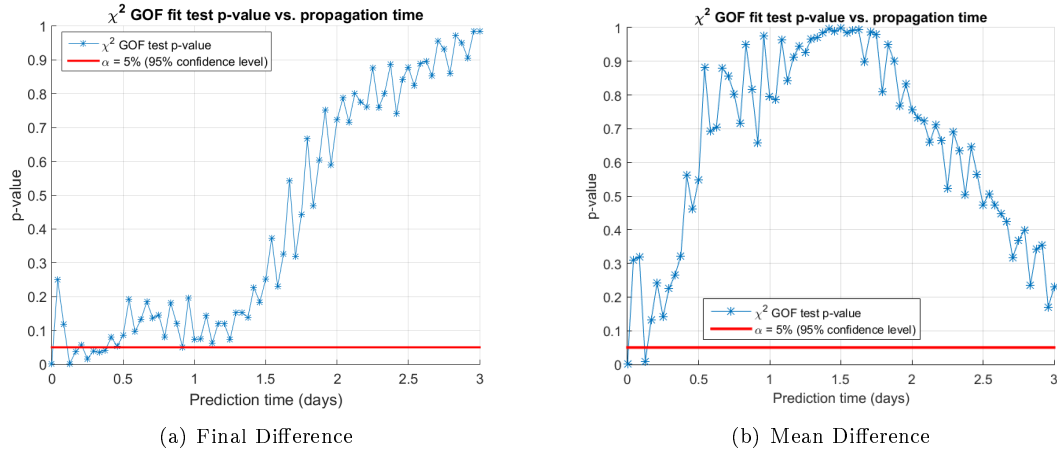 χ² GOF fit test p-value vs. propagation time
χ² GOF test p-value
α = 5% (95% confidence level)
1
0.9
0.8
0.7
0.6
0.5
0.4
0.3
0.2
0.1
0
p-value
0 0.5 1 1.5 2 2.5 3
Prediction time (days)
(a) Final Difference
χ² GOF fit test p-value vs. propagation time
1
0.9
0.8
0.7
0.6
0.5
0.4
0.3
0.2
0.1
0
p-value
χ² GOF test p-value
α = 5% (95% confidence level)
0 0.5 1 1.5 2 2.5 3
Prediction time (days)
(b) Mean Difference